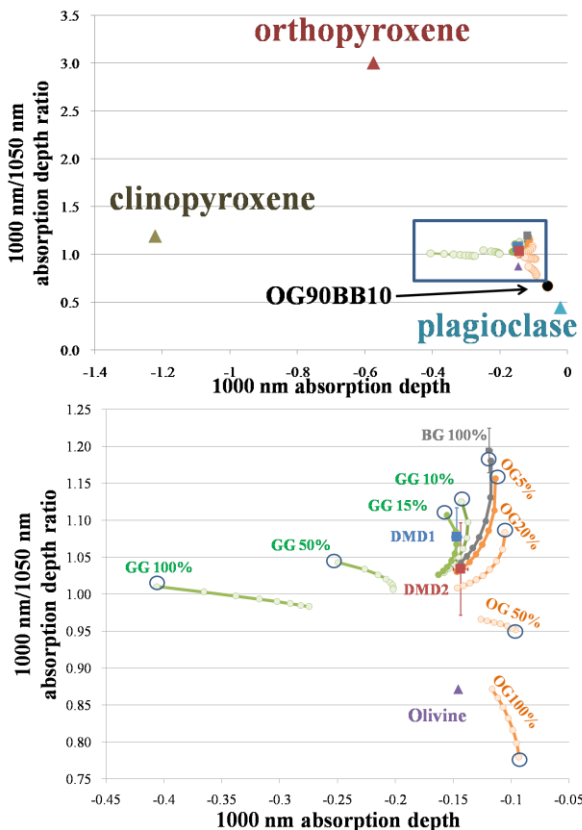 orthopyroxene
3.5
3.0
2.5
2.0
1.5
1.0
0.5
0.0
1000 nm/1050 nm
absorption depth ratio
clinopyroxene
OG90BB10
plagioclase
-1.4 -1.2 -1 -0.8 -0.6 -0.4 -0.2 0
1000 nm absorption depth
1.25
1.20
1.15
1.10
1.05
1.00
0.95
0.90
0.85
0.80
0.75
1000 nm/1050 nm
absorption depth ratio
BG 100%
GG 10%
OG5%
GG 15%
OG20%
DMD1
GG 50%
GG 100%
DMD2
OG 50%
Olivine
OG100%
-0.45 -0.4 -0.35 -0.3 -0.25 -0.2 -0.15 -0.1 -0.05
1000 nm absorption depth